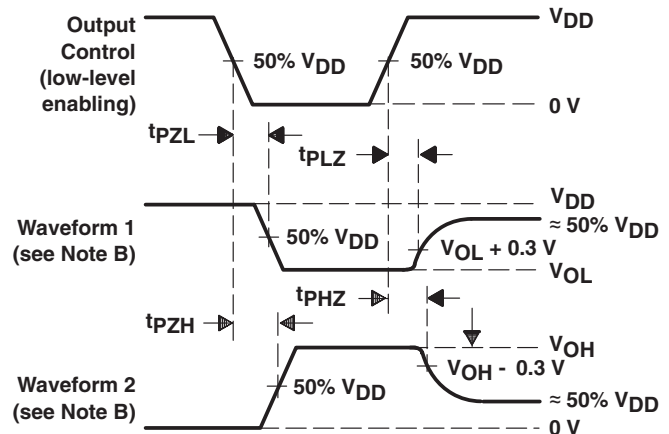 Output
Control
(low-level
enabling)
50% VDD
50% VDD
VDD
0 V
tPZL
tPLZ
Waveform 1
(see Note B)
50% VDD
VDD
≈ 50% VDD
VOL + 0.3 V
VOL
tPHZ
tPZH
Waveform 2
(see Note B)
50% VDD
VOH
VOH - 0.3 V
≈ 50% VDD
0 V